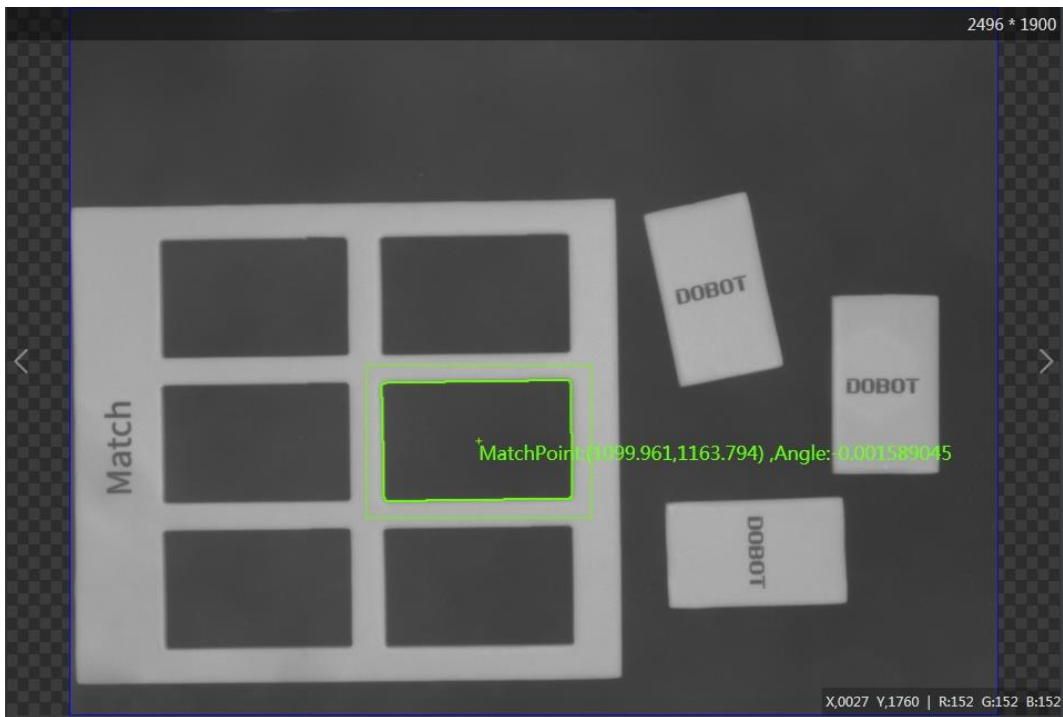 2496 * 1900
DOBOT
DOBOT
Match
MatchPoint:(1099.961,1163.794) ,Angle:-0.001589045
DOBOT
X,0027 Y,1760 | R:152 G:152 B:152